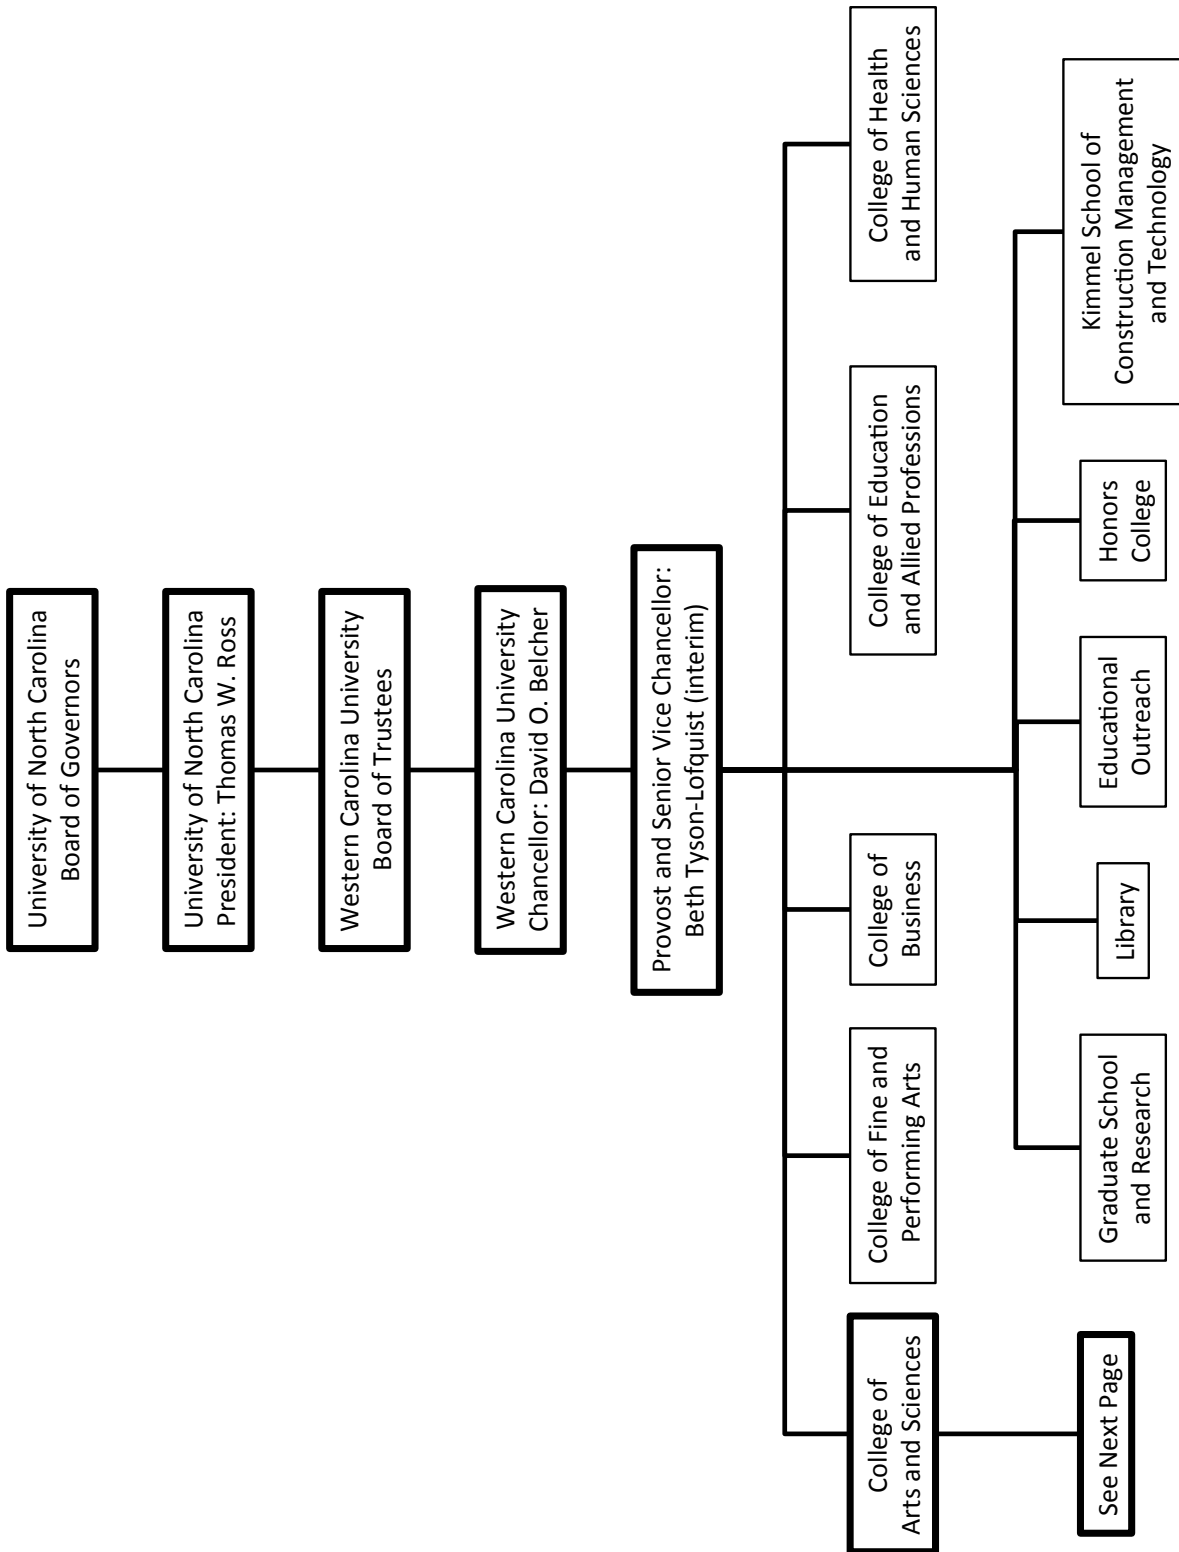 University of North Carolina
Board of Governors
University of North Carolina
President: Thomas W. Ross
Western Carolina University
Board of Trustees
Western Carolina University
Chancellor: David O. Belcher
Provost and Senior Vice Chancellor:
Beth Tyson-Lofquist (interim)
College of
Arts and Sciences
College of Fine and
Performing Arts
College of
Business
College of Education
and Allied Professions
College of Health
and Human Sciences
See Next Page
Graduate School
and Research
Library
Educational
Outreach
Honors
College
Kimmel School of
Construction Management
and Technology